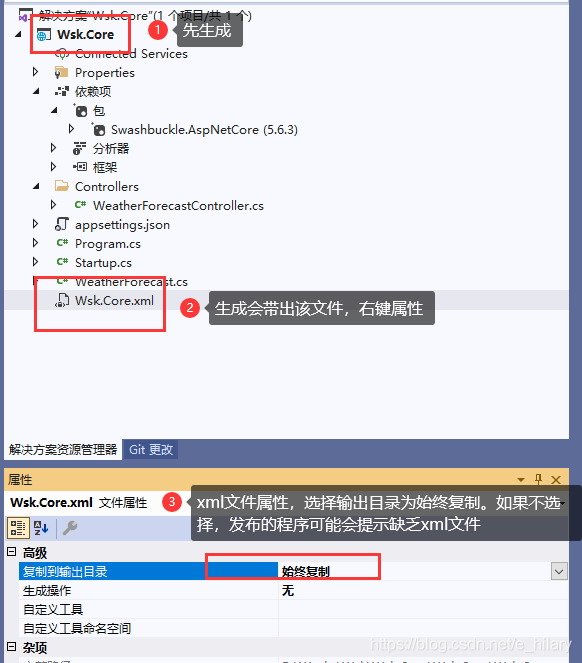 解决方案"Wsk.Core"(1 个项目/共 1 个)
Wsk.Core
1 先生成
Connected Services
Properties
依赖项
包
Swashbuckle.AspNetCore (5.6.3)
分析器
框架
Controllers
WeatherForecastController.cs
appsettings.json
Program.cs
Startup.cs
WeatherForecast.cs
Wsk.Core.xml
2 生成会带出该文件，右键属性
解决方案资源管理器 Git 更改
属性
Wsk.Core.xml 文件属性
3 xml文件属性，选择输出目录为始终复制。如果不选
择，发布的程序可能会提示缺乏xml文件
高级
复制到输出目录 始终复制
生成操作 无
自定义工具
自定义工具命名空间
杂项
https://blog.csdn.net/e_hilary